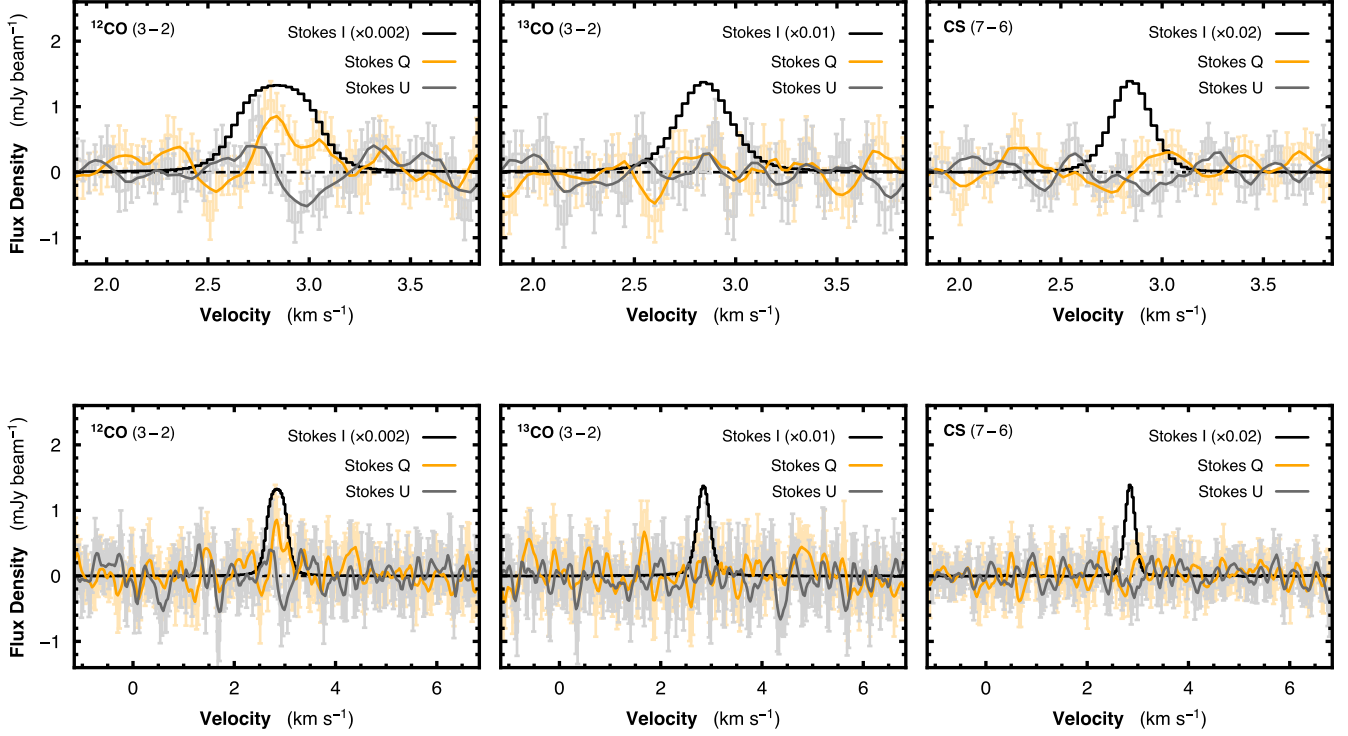 ¹²CO (3 – 2)
Stokes I (×0.002)
Stokes Q
Stokes U
¹³CO (3 – 2)
Stokes I (×0.01)
Stokes Q
Stokes U
CS (7 – 6)
Stokes I (×0.02)
Stokes Q
Stokes U
2
1
0
−1
Flux Density (mJy beam⁻¹)
2.0 2.5 3.0 3.5
2.0 2.5 3.0 3.5
2.0 2.5 3.0 3.5
Velocity (km s⁻¹)
Velocity (km s⁻¹)
Velocity (km s⁻¹)
¹²CO (3 – 2)
Stokes I (×0.002)
Stokes Q
Stokes U
¹³CO (3 – 2)
Stokes I (×0.01)
Stokes Q
Stokes U
CS (7 – 6)
Stokes I (×0.02)
Stokes Q
Stokes U
2
1
0
−1
Flux Density (mJy beam⁻¹)
0 2 4 6
0 2 4 6
0 2 4 6
Velocity (km s⁻¹)
Velocity (km s⁻¹)
Velocity (km s⁻¹)